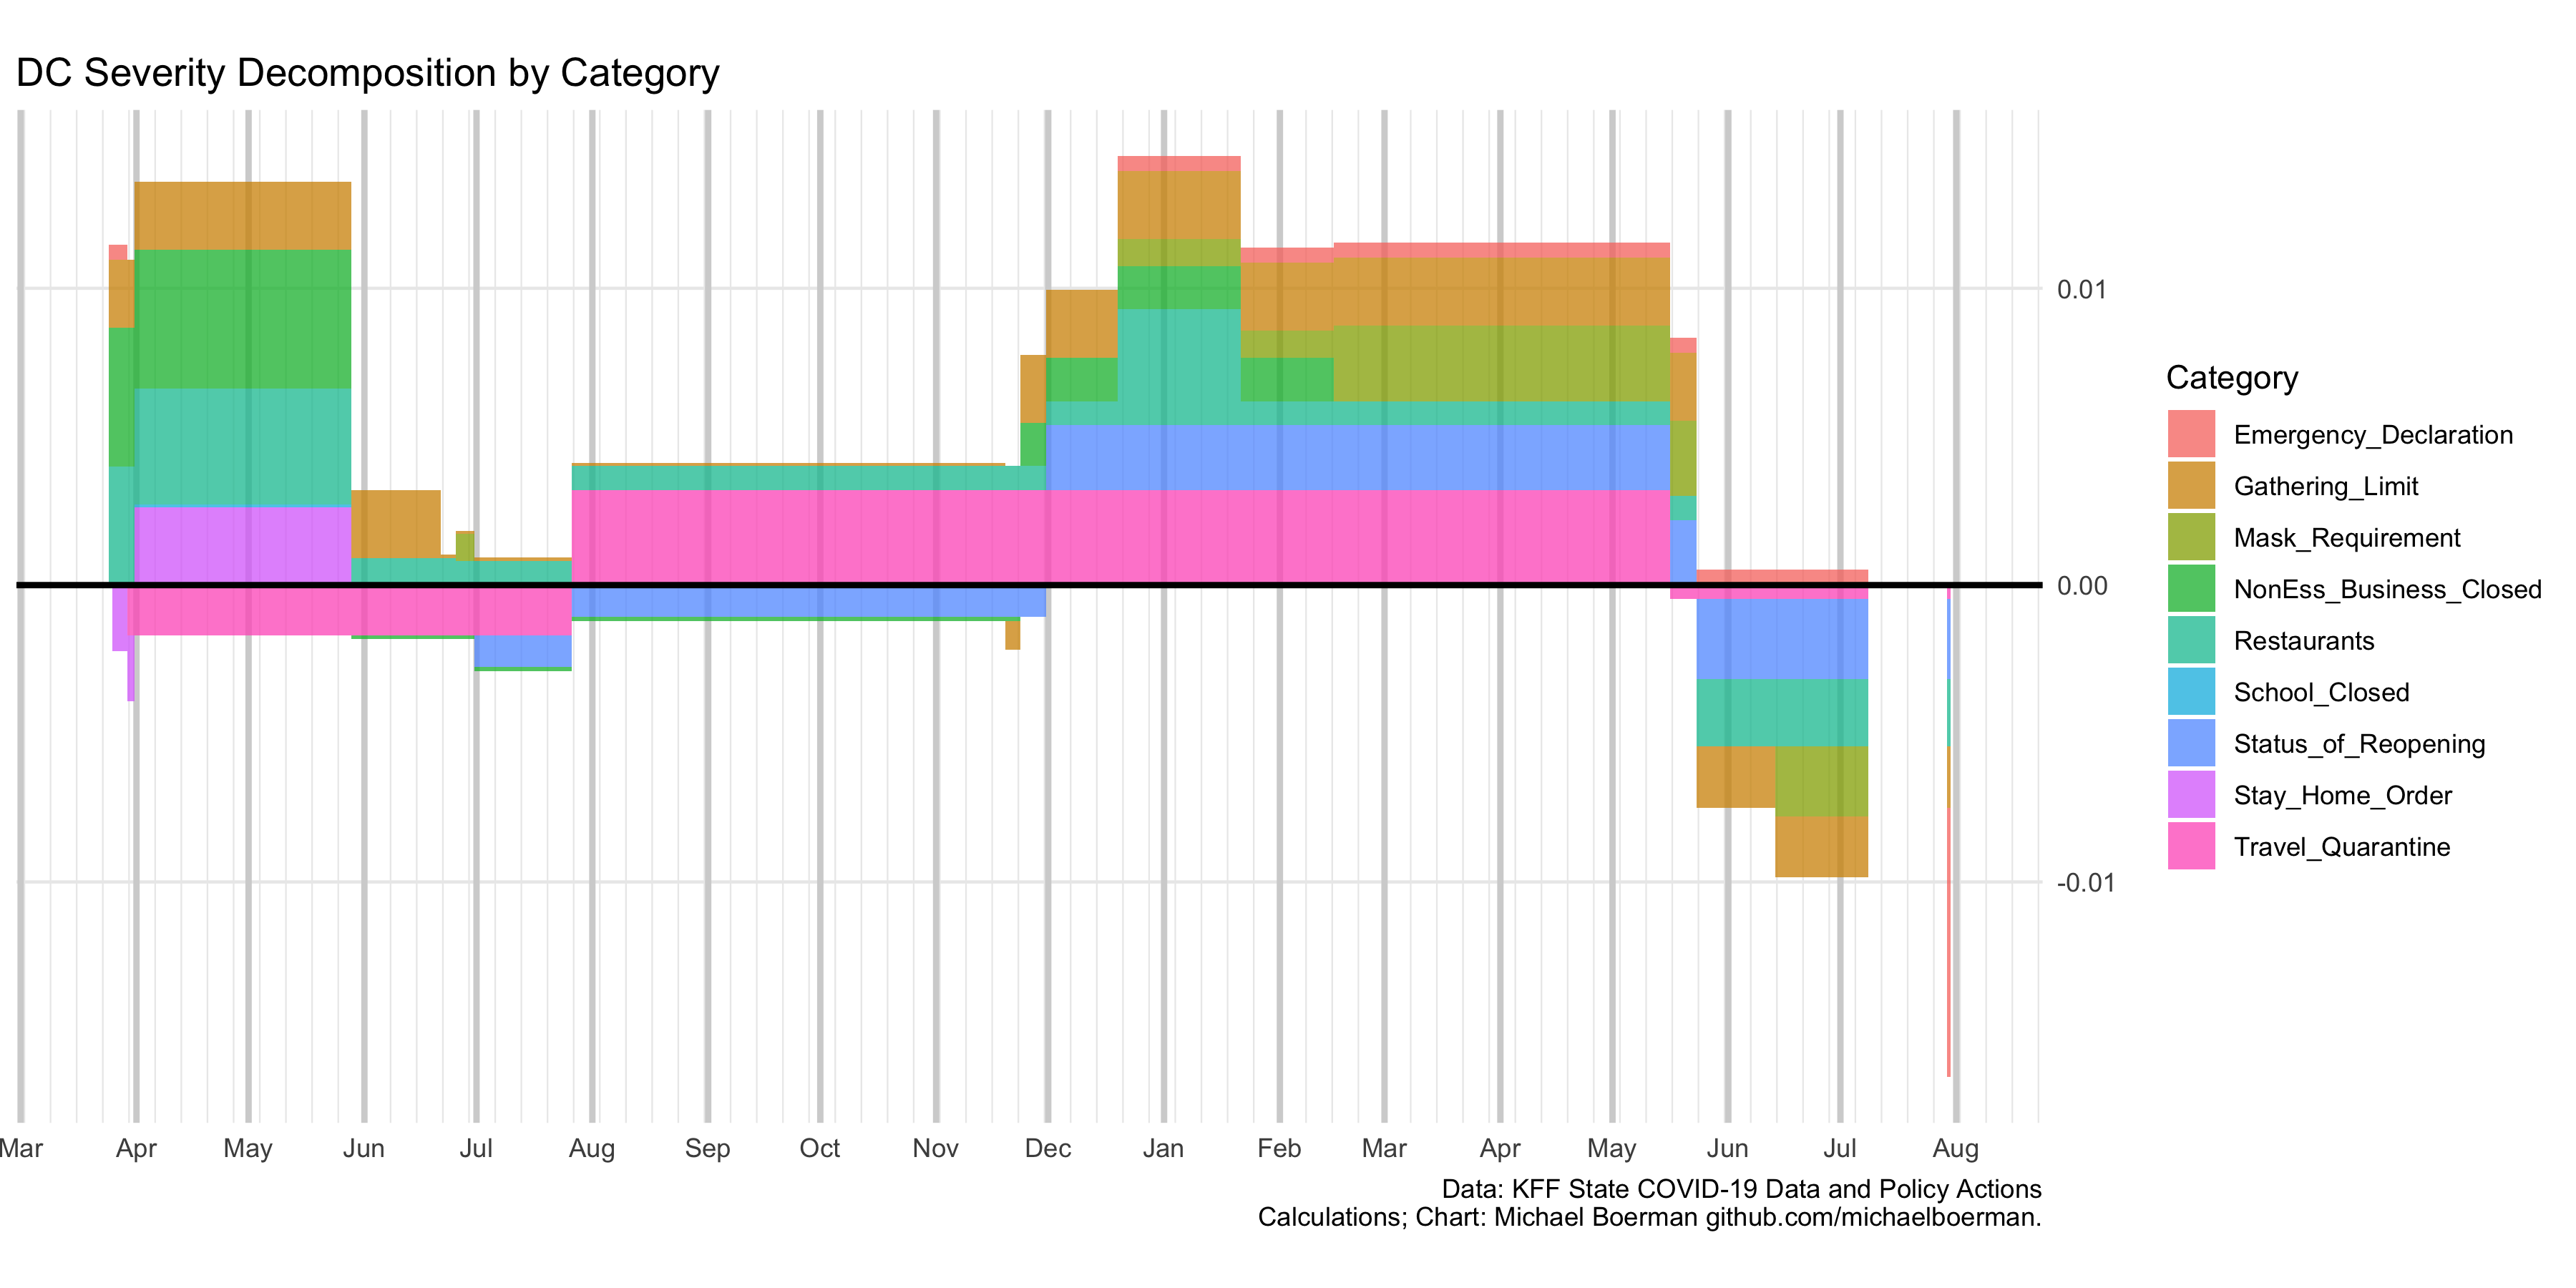 DC Severity Decomposition by Category
0.01
0.00
-0.01
Mar Apr May Jun Jul Aug Sep Oct Nov Dec Jan Feb Mar Apr May Jun Jul Aug
Category
Emergency_Declaration
Gathering_Limit
Mask_Requirement
NonEss_Business_Closed
Restaurants
School_Closed
Status_of_Reopening
Stay_Home_Order
Travel_Quarantine
Data: KFF State COVID-19 Data and Policy Actions
Calculations; Chart: Michael Boerman github.com/michaelboerman.